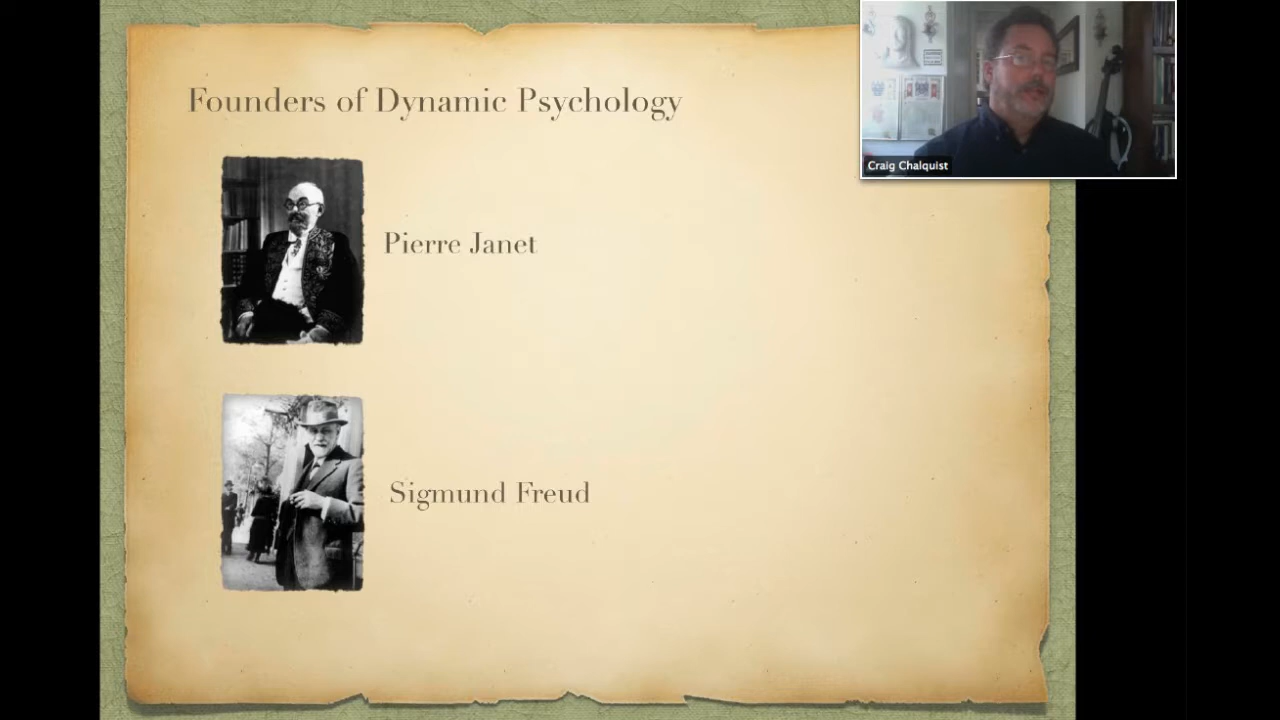 Founders of Dynamic Psychology
Craig Chalquist
Pierre Janet
Sigmund Freud